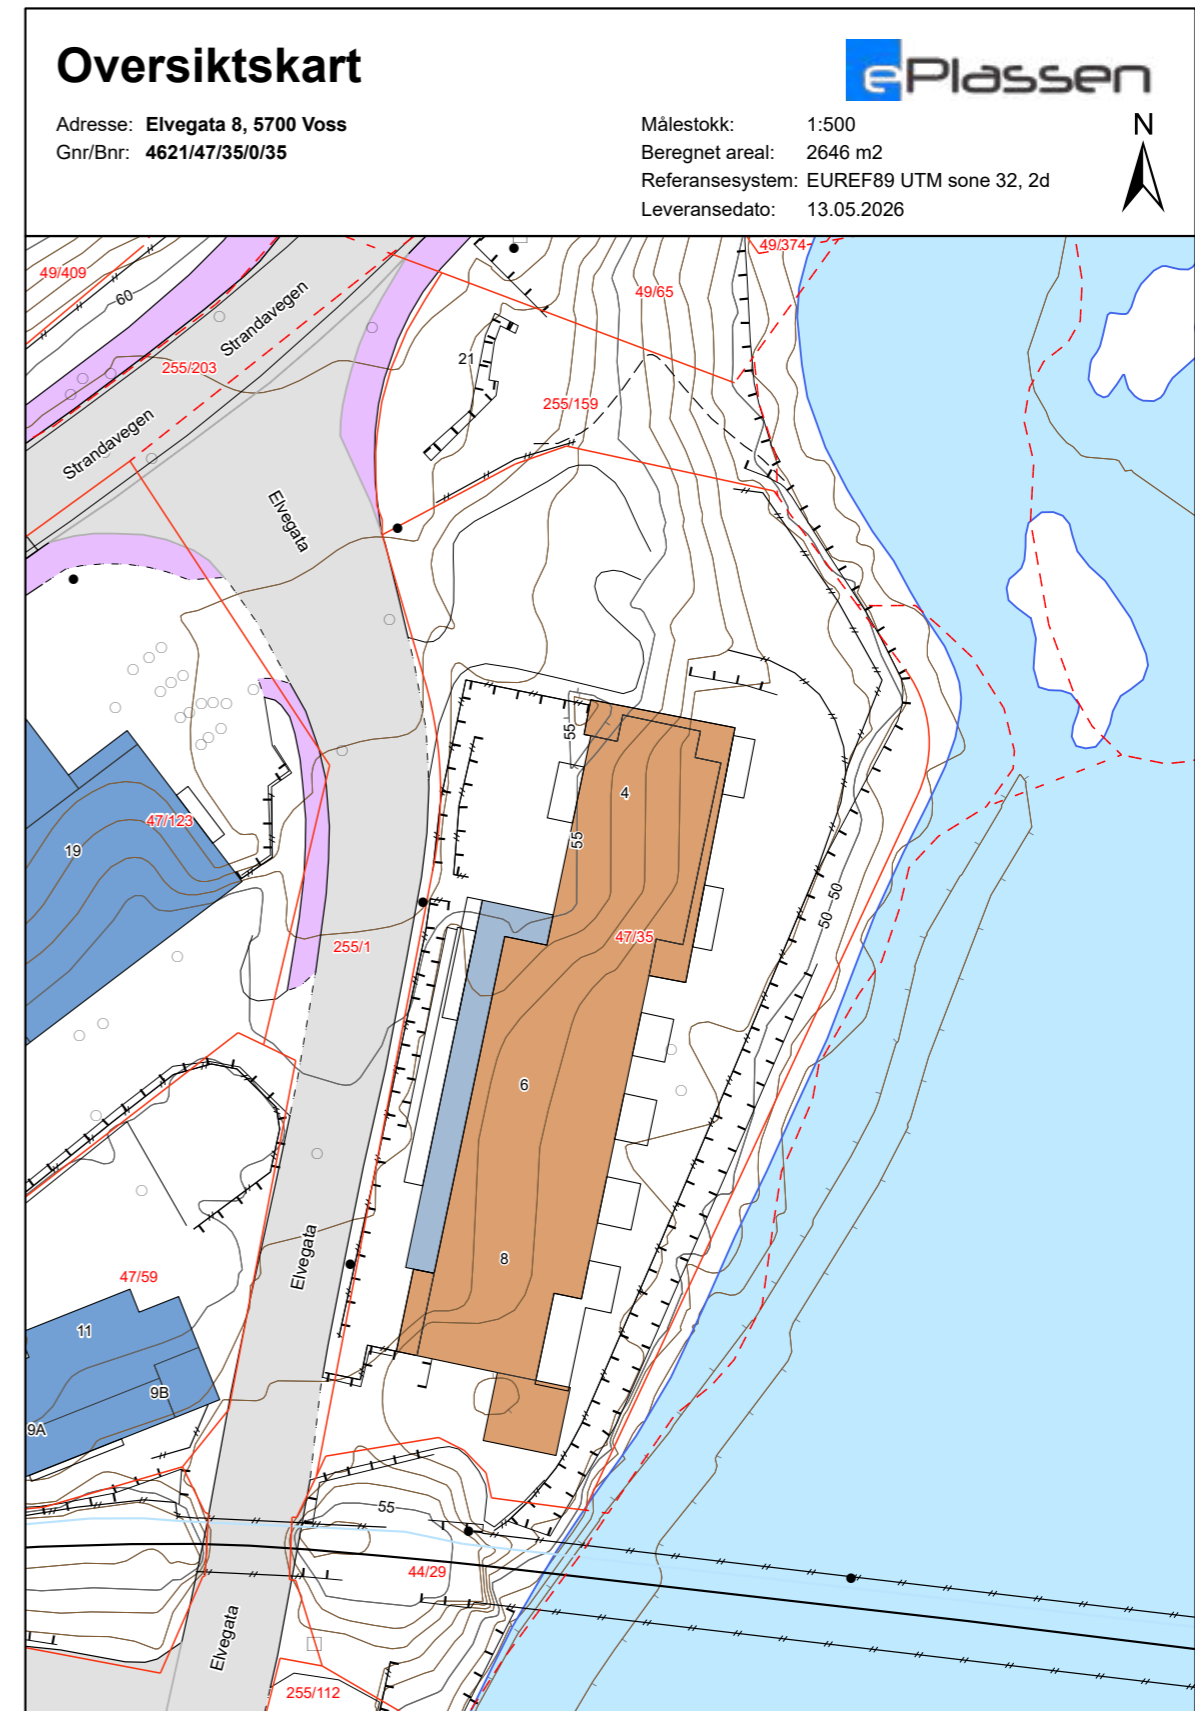 Oversiktskart
ePlassen
Adresse: Elvegata 8, 5700 Voss
Gnr/Bnr: 4621/47/35/0/35
Målestokk: 1:500
Beregnet areal: 2646 m2
Referansesystem: EUREF89 UTM sone 32, 2d
Leveransedato: 13.05.2026
N
49/409
60
Strandavegen
49/374
49/65
255/203
21
255/159
Strandavegen
Elvegata
55
4
47/123
19
55
50
50
47/35
255/1
6
Elvegata
8
47/59
11
9B
9A
55
44/29
Elvegata
255/112